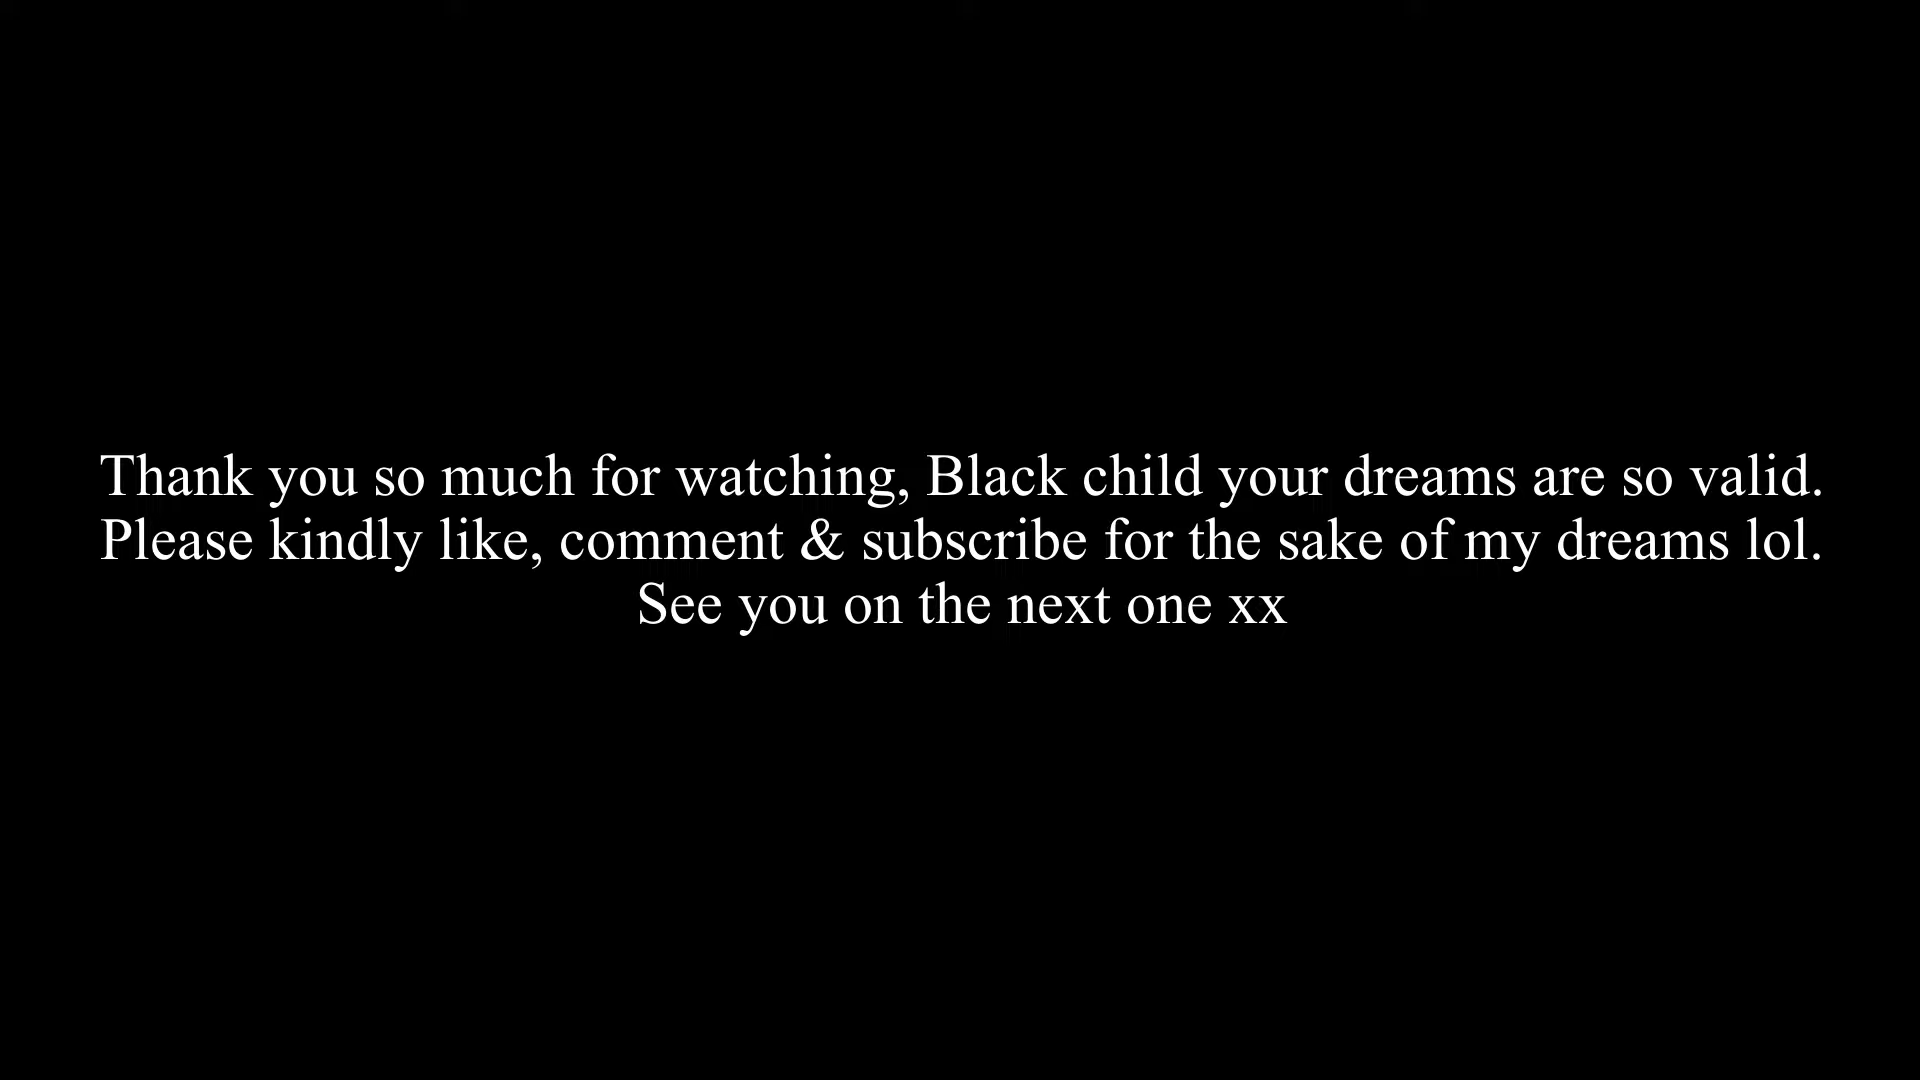 Thank you so much for watching, Black child your dreams are so valid.
Please kindly like, comment & subscribe for the sake of my dreams lol.
See you on the next one xx